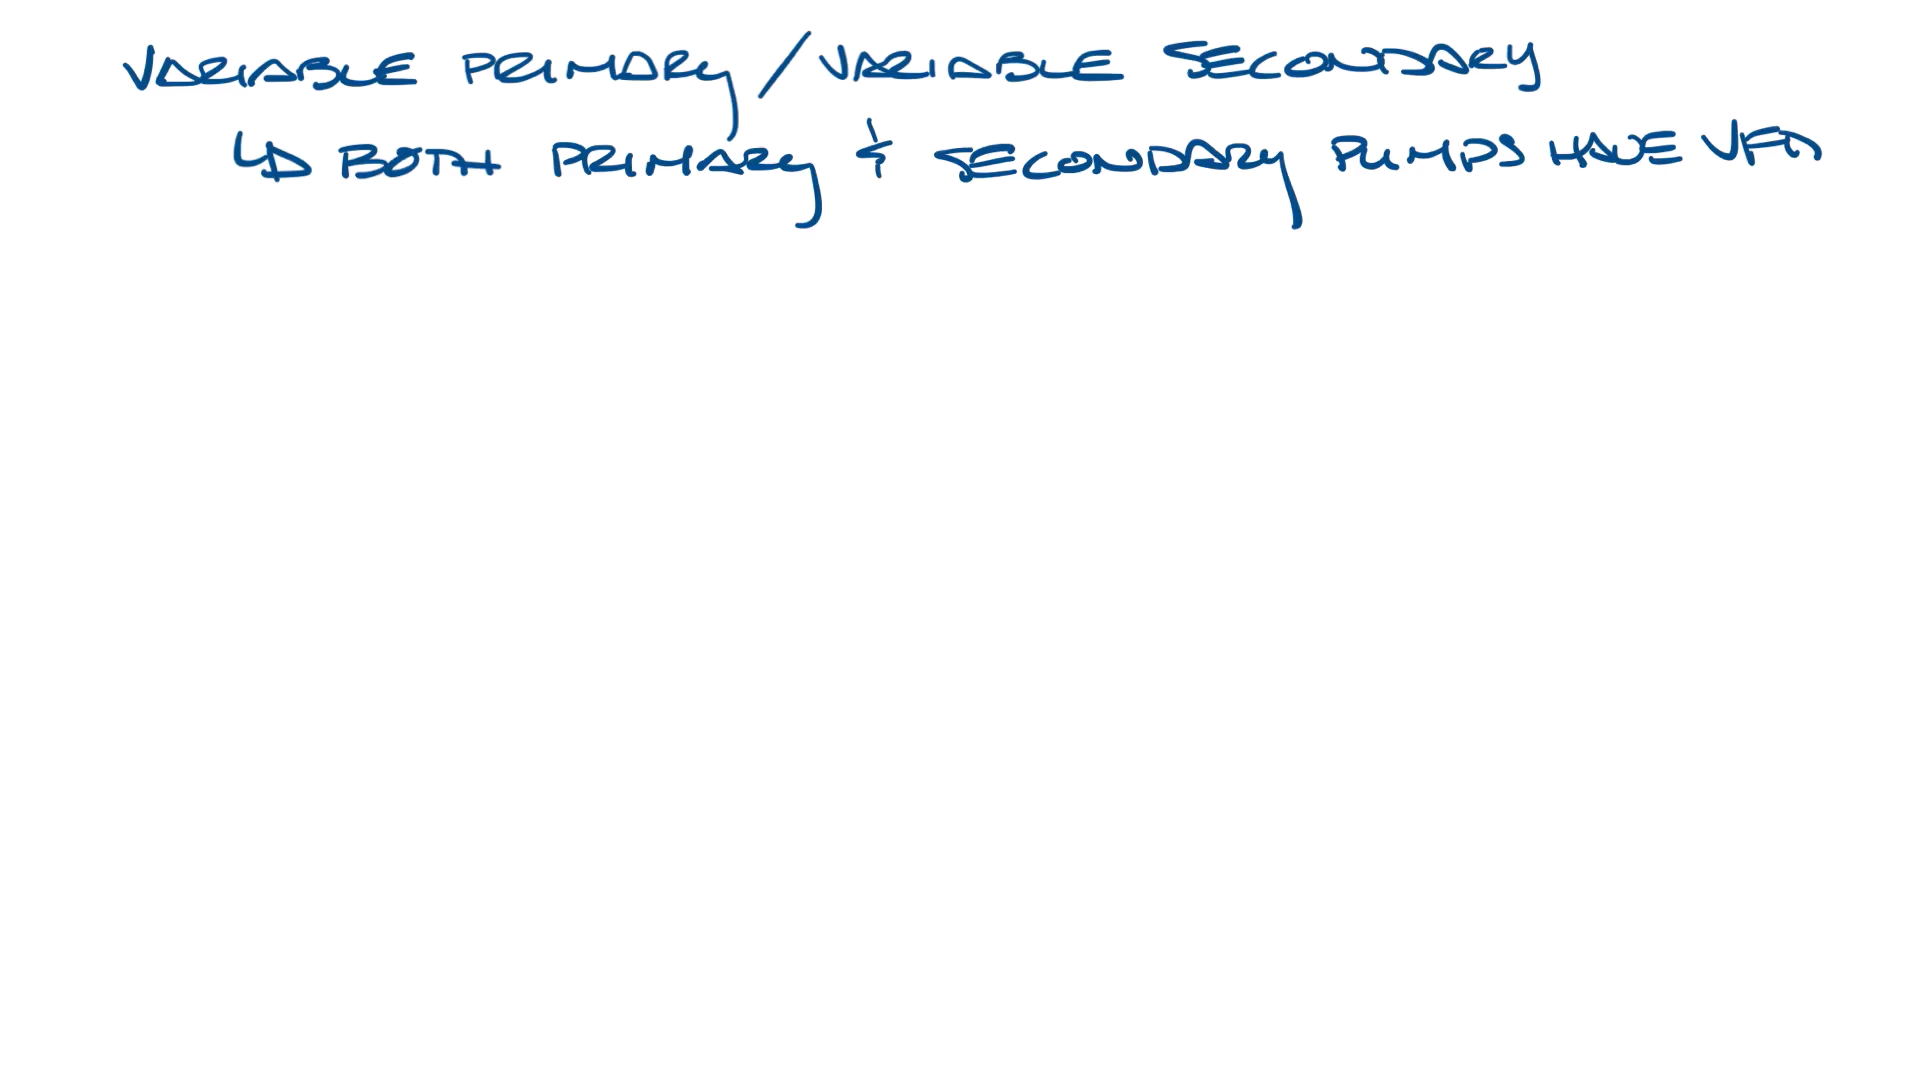 VARIABLE PRIMARY / VARIABLE SECONDARY
↳ BOTH PRIMARY & SECONDARY PUMPS HAVE VFD